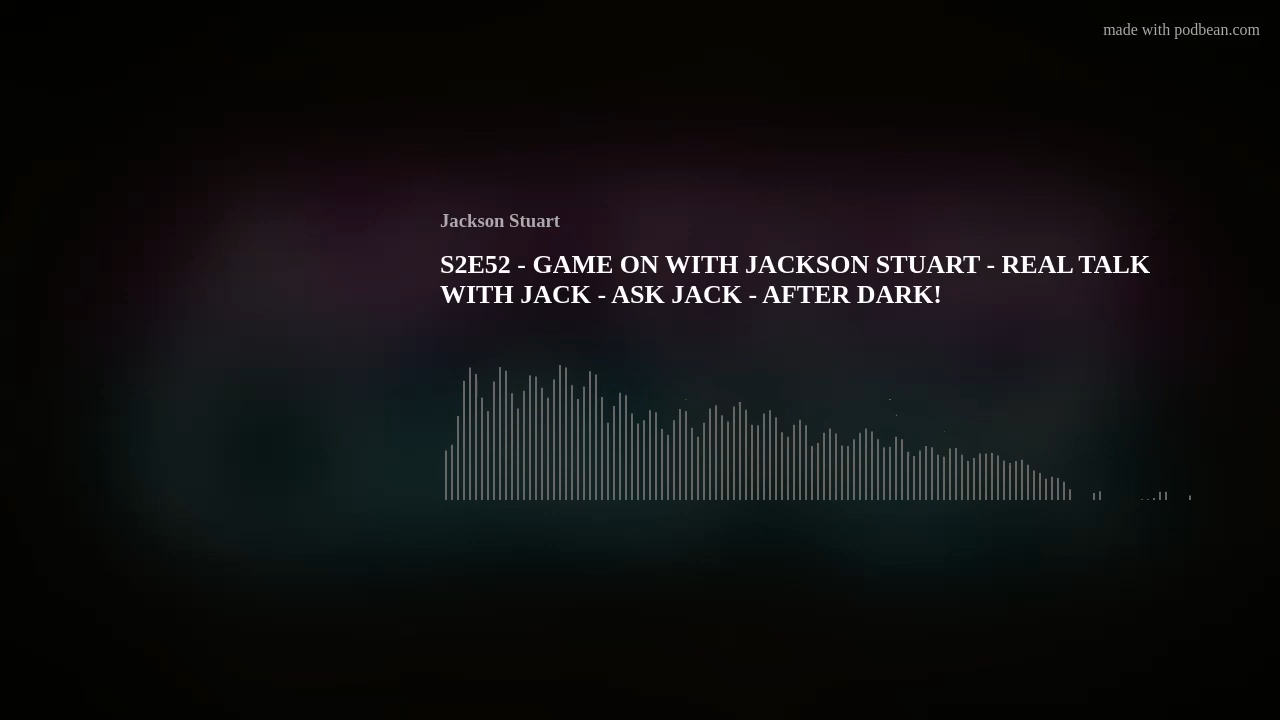 made with podbean.com
Jackson Stuart
S2E52 - GAME ON WITH JACKSON STUART - REAL TALK
WITH JACK - ASK JACK - AFTER DARK!